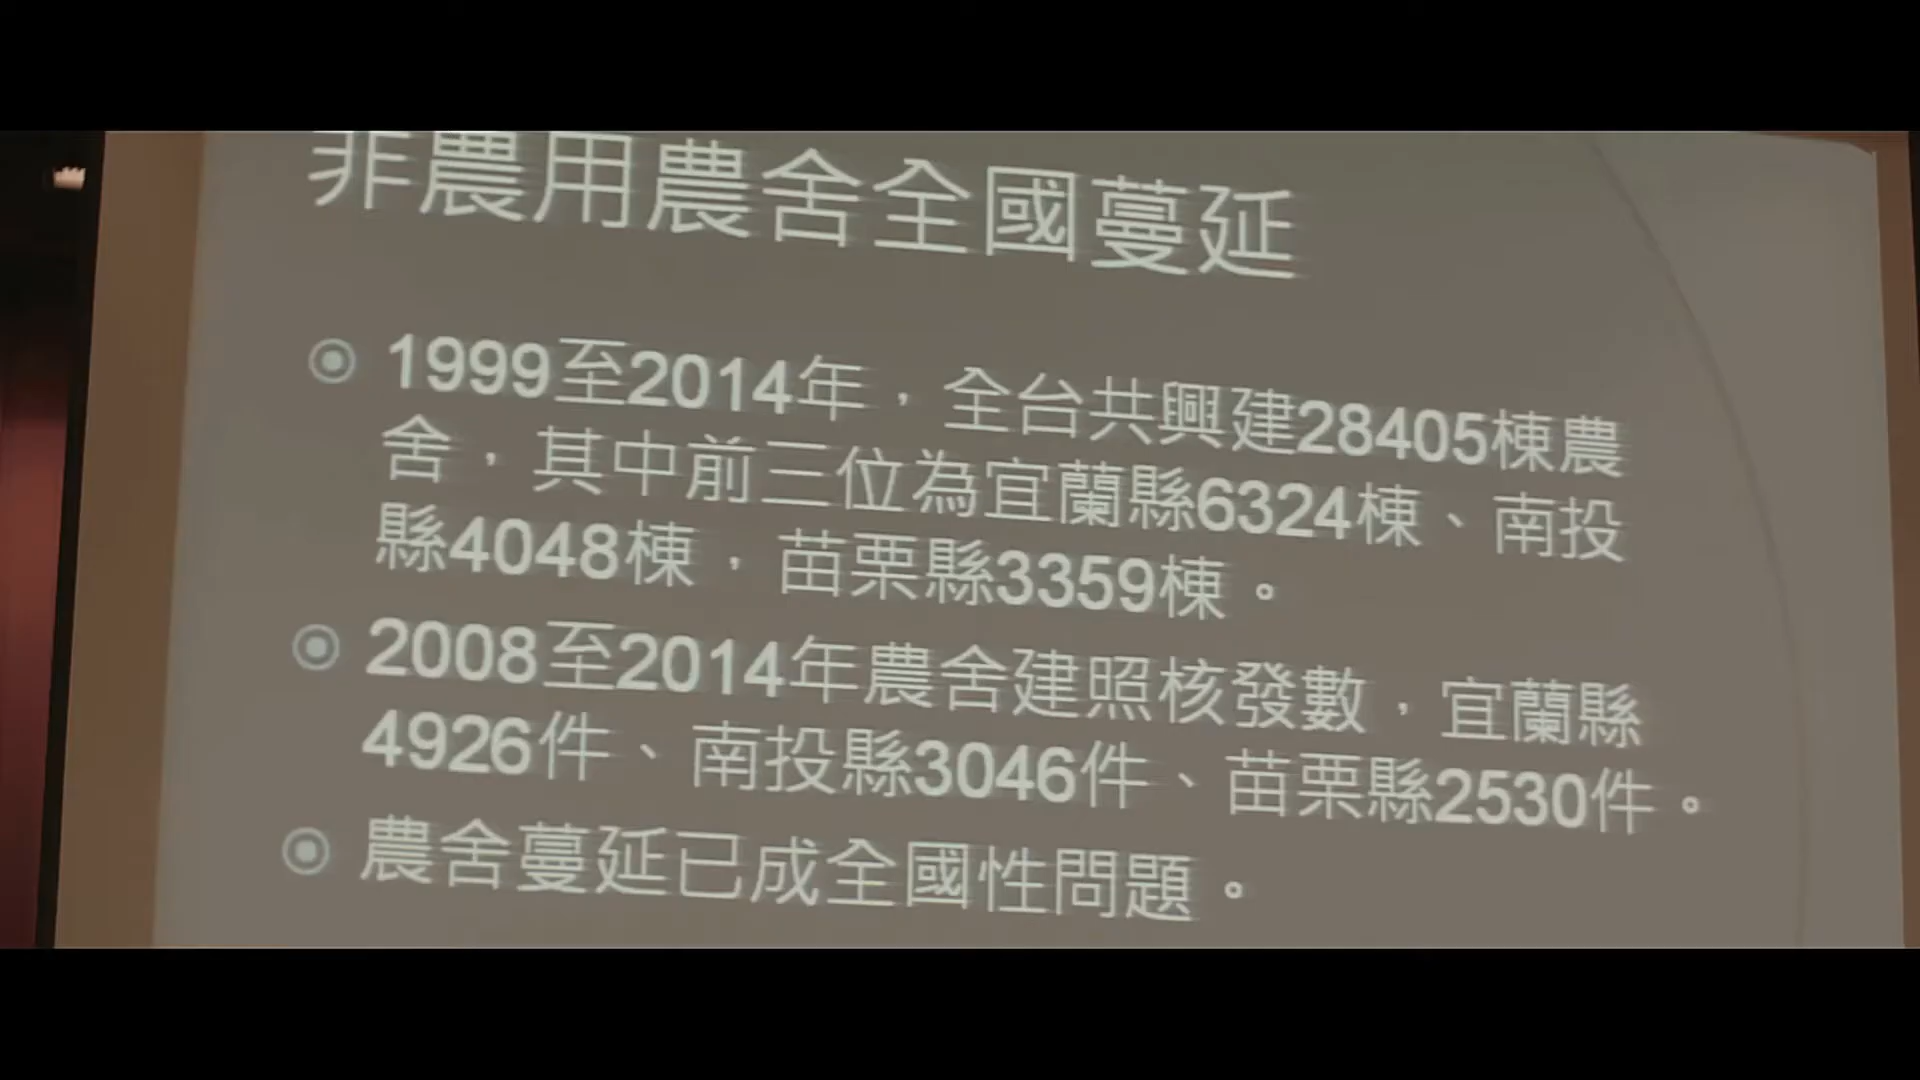 非農用農舍全國蔓延
1999至2014年，全台共興建28405棟農
舍，其中前三位為宜蘭縣6324棟、南投
縣4048棟，苗栗縣3359棟。
2008至2014年農舍建照核發數，宜蘭縣
4926件、南投縣3046件、苗栗縣2530件。
農舍蔓延已成全國性問題。